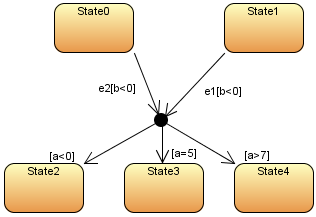 State0
State1
e2[b<0]
e1[b<0]
[a<0]
[a=5]
[a>7]
State2
State3
State4